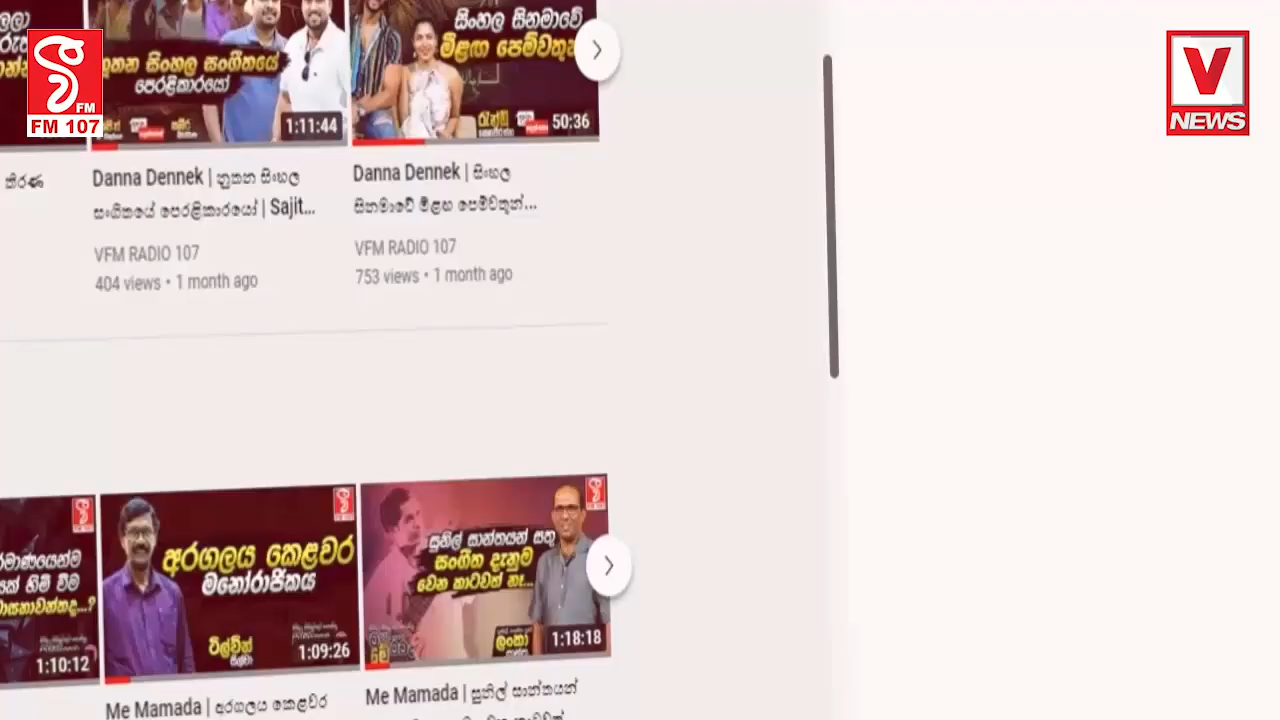 FM
FM 107
V
NEWS
නූතන සිංහල සංගීතයේ
පෙරළිකාරයෝ
1:11:44
සිංහල සිනමාවේ
මිළඟ පෙම්වතුන්
50:36
කිරණ
Danna Dennek | නූතන සිංහල
සංගීතයේ පෙරළිකාරයෝ | Sajit...
VFM RADIO 107
404 views • 1 month ago
Danna Dennek | සිංහල
සිනමාවේ මිළඟ පෙම්වතුන්...
VFM RADIO 107
753 views • 1 month ago
හිමි වීම
1:10:12
අරගලය කෙළවර
මනෝරාජිකය
ටිල්වින්
සිල්වා
1:09:26
සුනිල් සාන්තයන් සතු
සංගීත දැනුම
වෙන කාටවත් නෑ...
ලංකා
1:18:18
Me Mamada | අරගලය කෙළවර
Me Mamada | සුනිල් සාන්තයන්